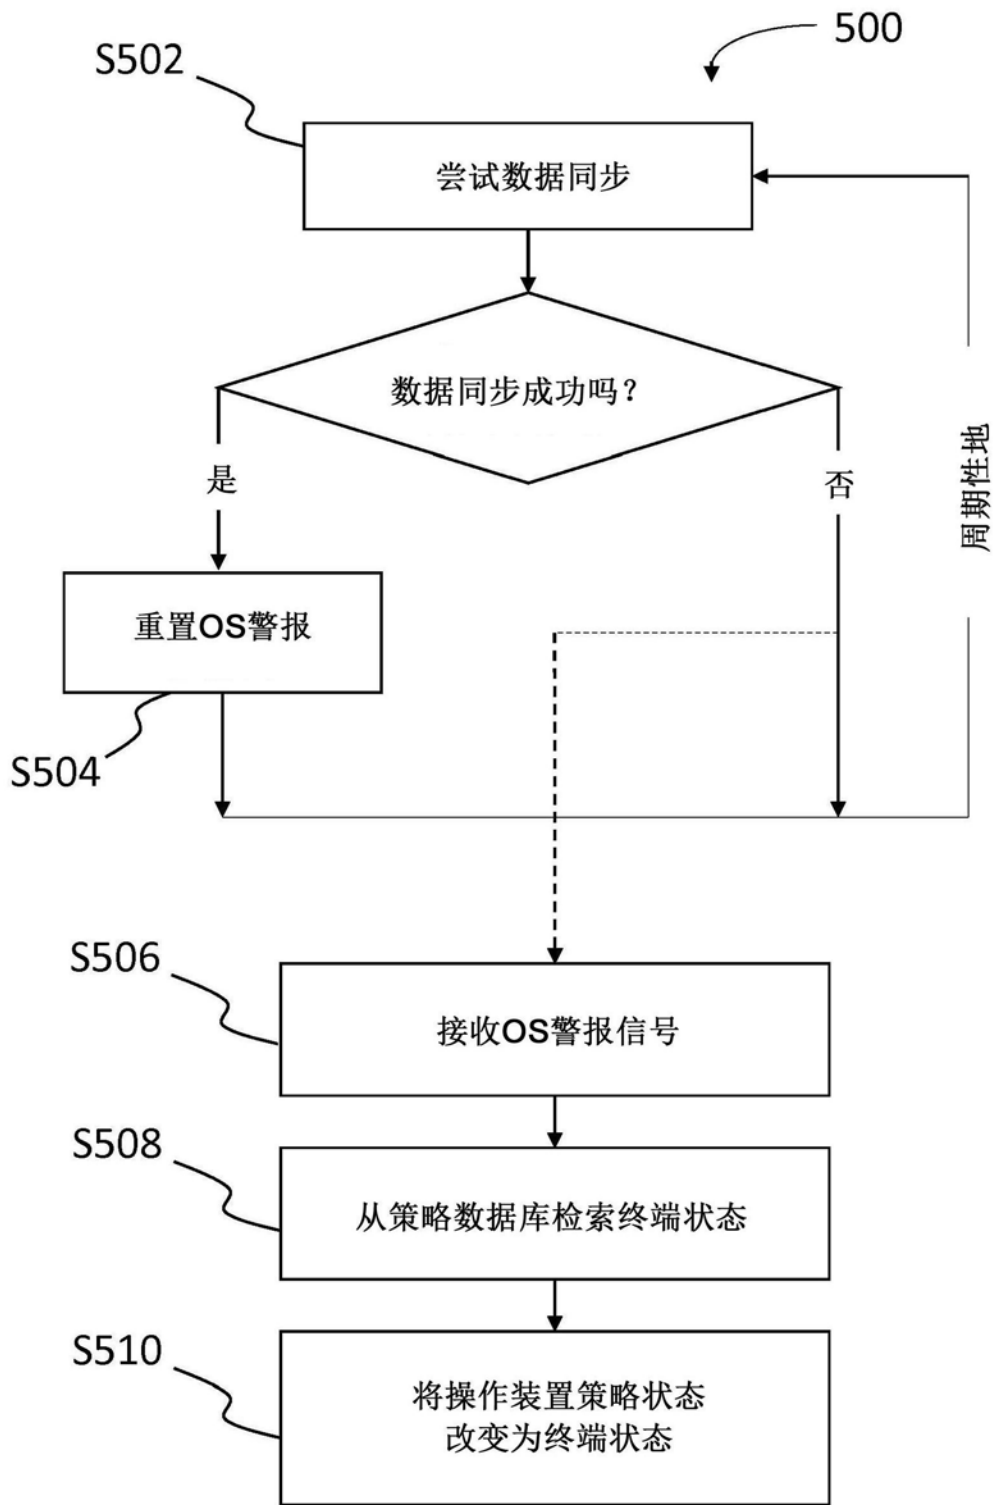 500
S502
尝试数据同步
数据同步成功吗？
是
否
周期性地
重置OS警报
S504
S506
接收OS警报信号
S508
从策略数据库检索终端状态
S510
将操作装置策略状态
改变为终端状态